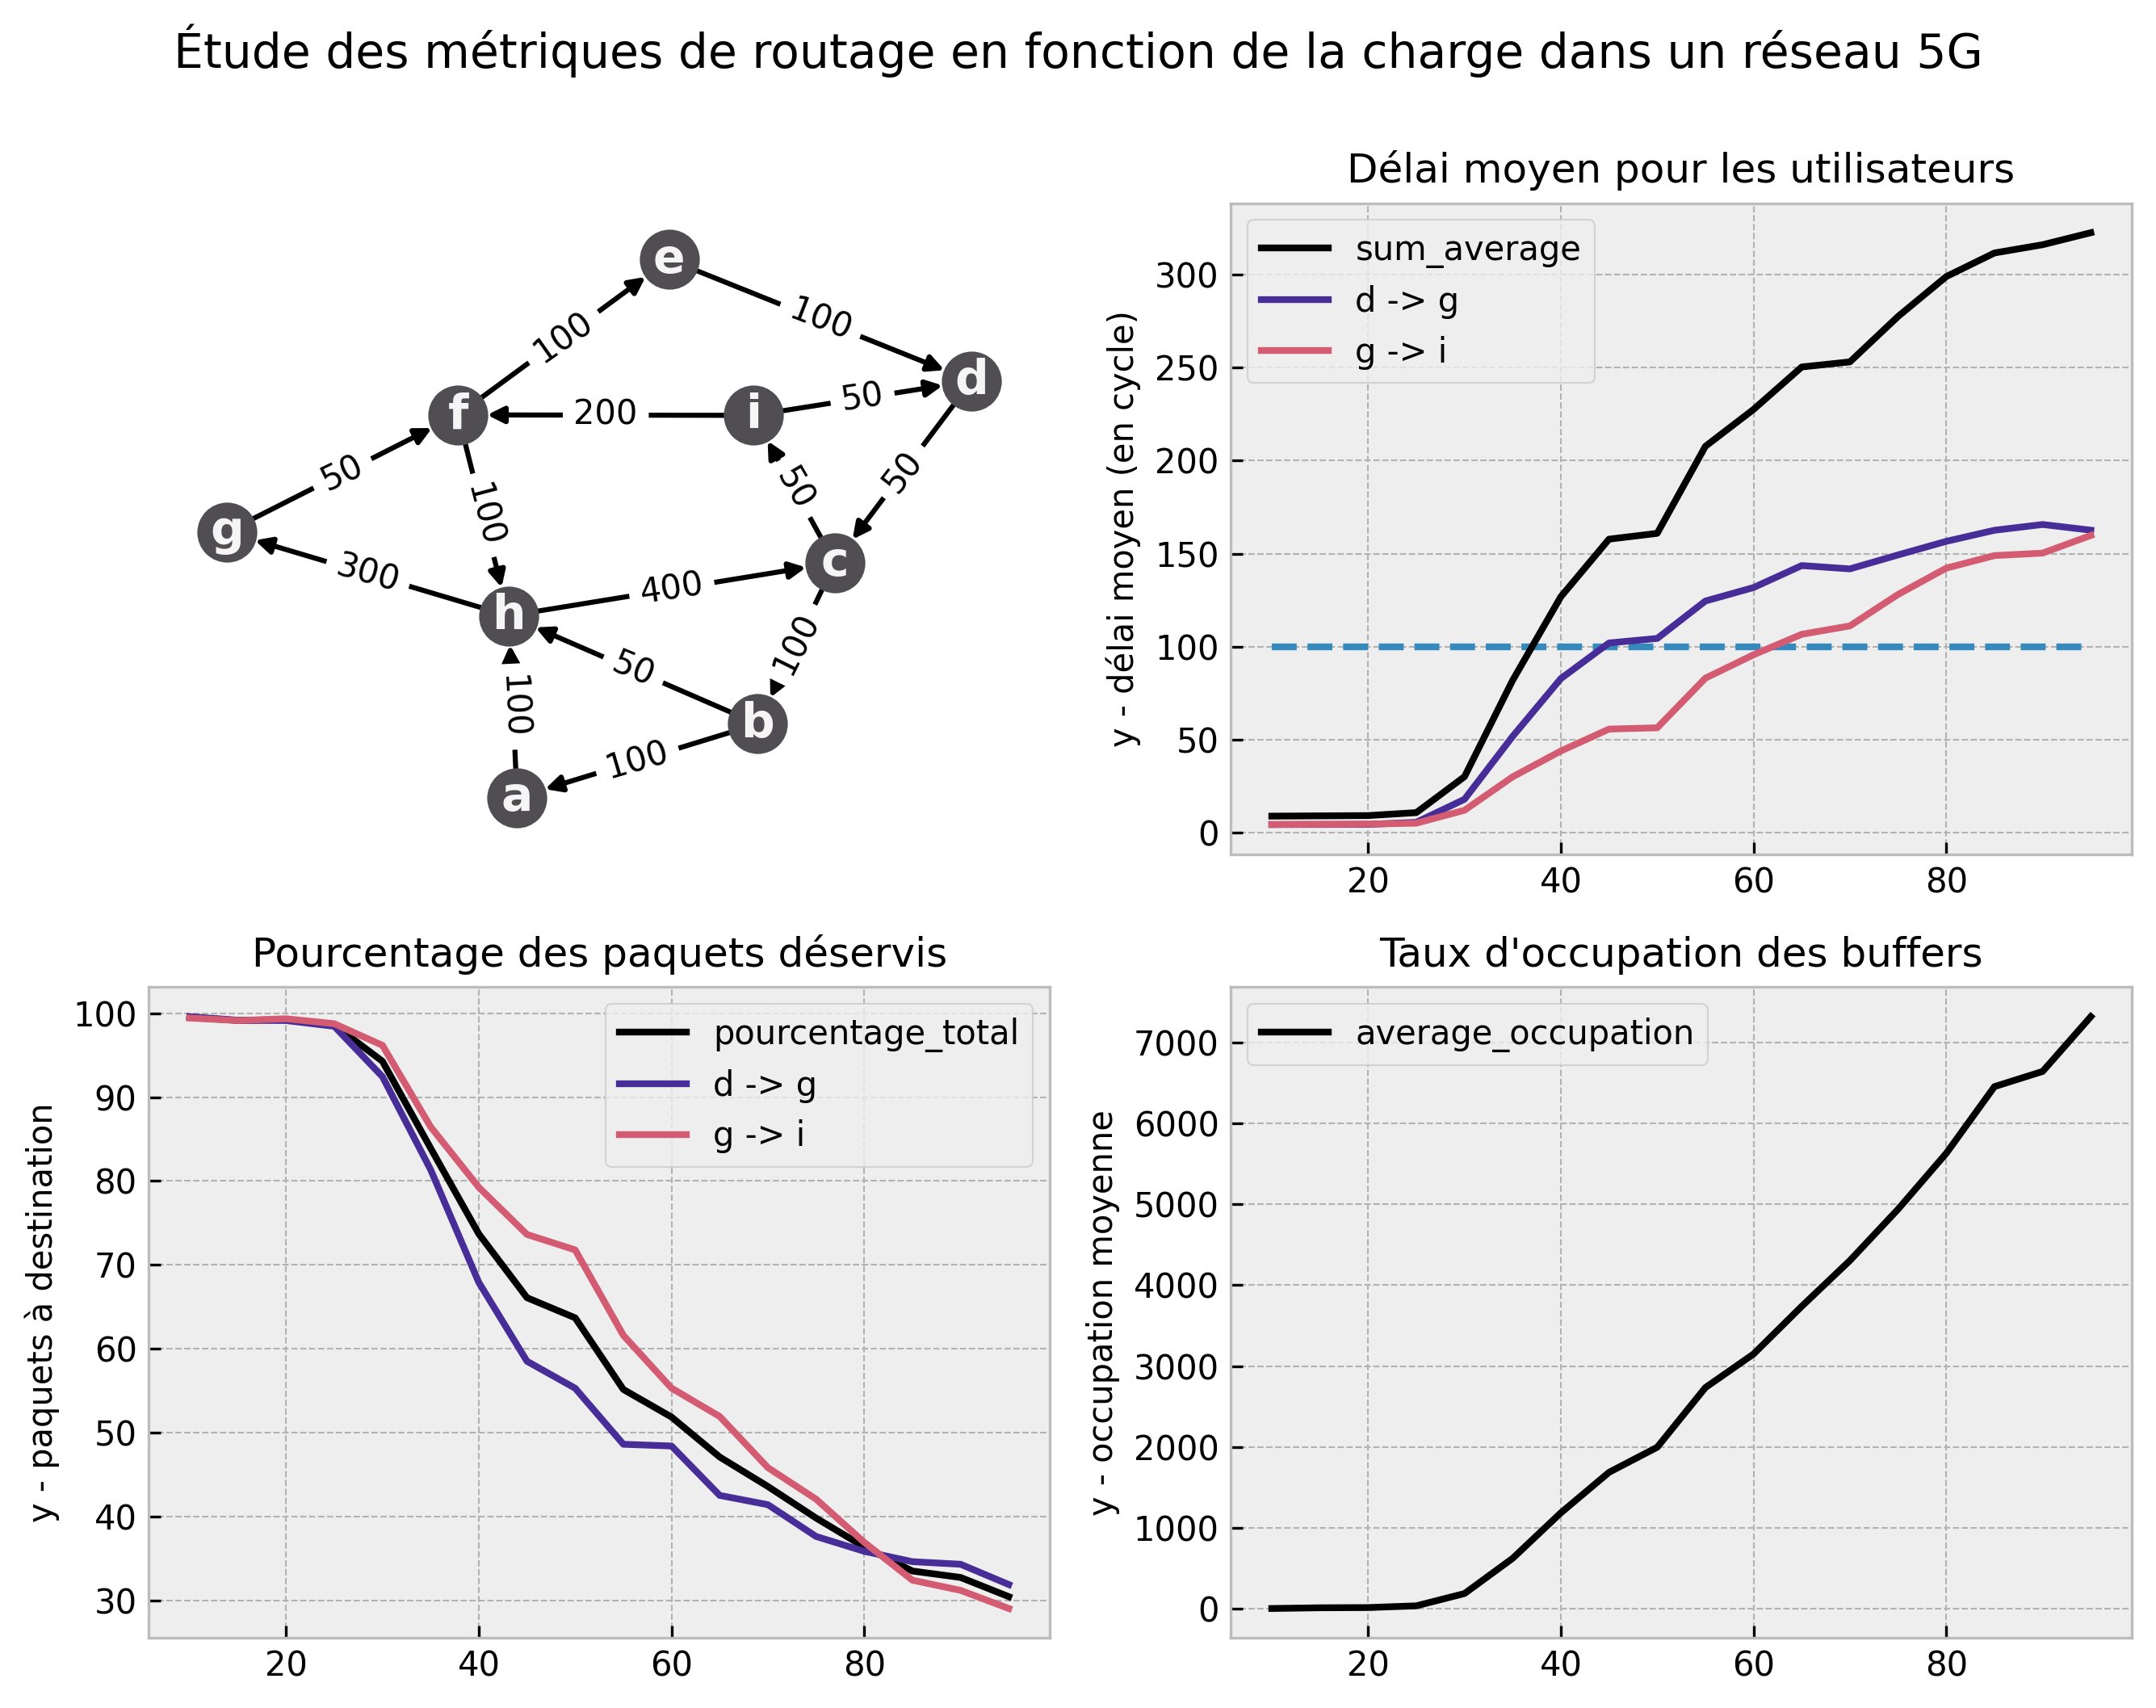 Étude des métriques de routage en fonction de la charge dans un réseau 5G
e
100
100
d
f
200
i
50
50
100
50
50
g
300
400
c
h
50
100
100
b
100
a
Délai moyen pour les utilisateurs
y - délai moyen (en cycle)
sum_average
d -> g
g -> i
300
250
200
150
100
50
0
20 40 60 80
Pourcentage des paquets déservis
y - paquets à destination
pourcentage_total
d -> g
g -> i
100
90
80
70
60
50
40
30
20 40 60 80
Taux d'occupation des buffers
y - occupation moyenne
average_occupation
7000
6000
5000
4000
3000
2000
1000
0
20 40 60 80